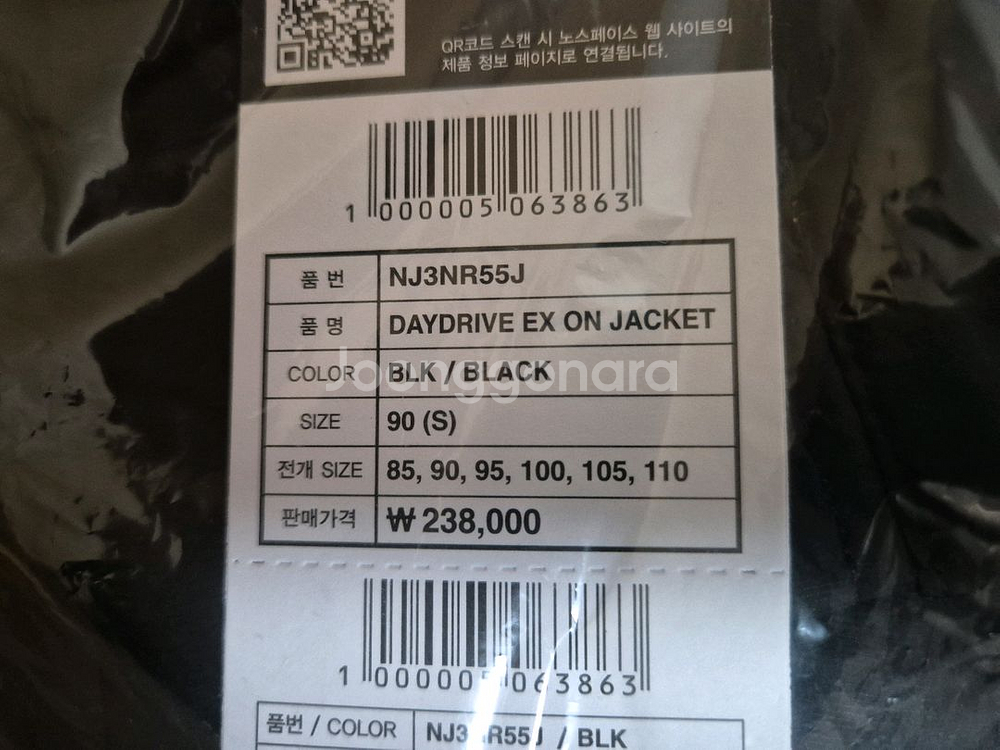 QR코드 스캔 시 노스페이스 웹 사이트의
제품 정보 페이지로 연결됩니다.
1 000005 063863
품 번 NJ3NR55J
품 명 DAYDRIVE EX ON JACKET
COLOR BLK / BLACK
Joonggonara
SIZE 90 (S)
전개 SIZE 85, 90, 95, 100, 105, 110
판매가격 ₩ 238,000
1 000005 063863
품번 / COLOR NJ3NR55J / BLK